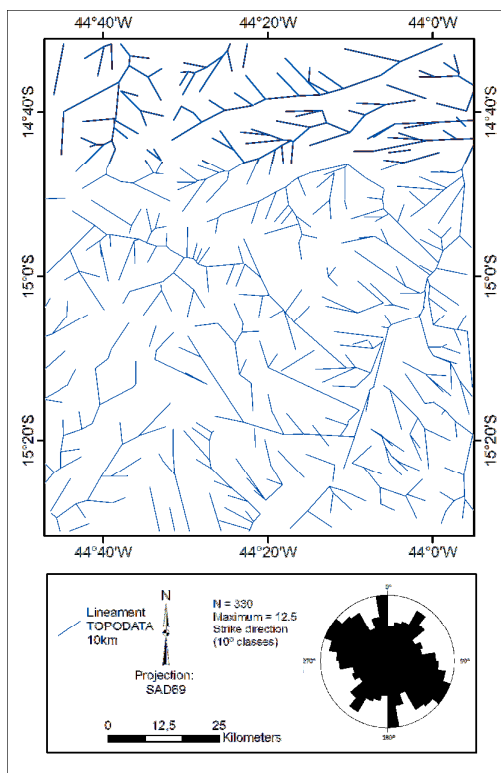 44°40'W 44°20'W 44°0'W
14°40'S 14°40'S
15°0'S 15°0'S
15°20'S 15°20'S
44°40'W 44°20'W 44°0'W
Lineament
TOPODATA
10km
N
Projection:
SAD69
N = 330
Maximum = 12.5
Strike direction
(10° classes)
0°
270° 90°
180°
0 12,5 25
Kilometers